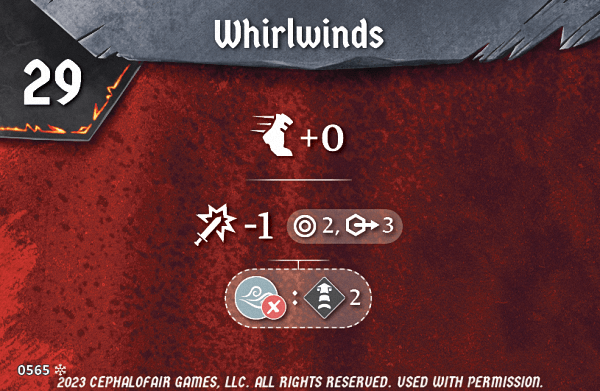 Whirlwinds
29
+0
-1 2, 3
: 2
0565
2023 CEPHALOFAIR GAMES, LLC. ALL RIGHTS RESERVED. USED WITH PERMISSION.